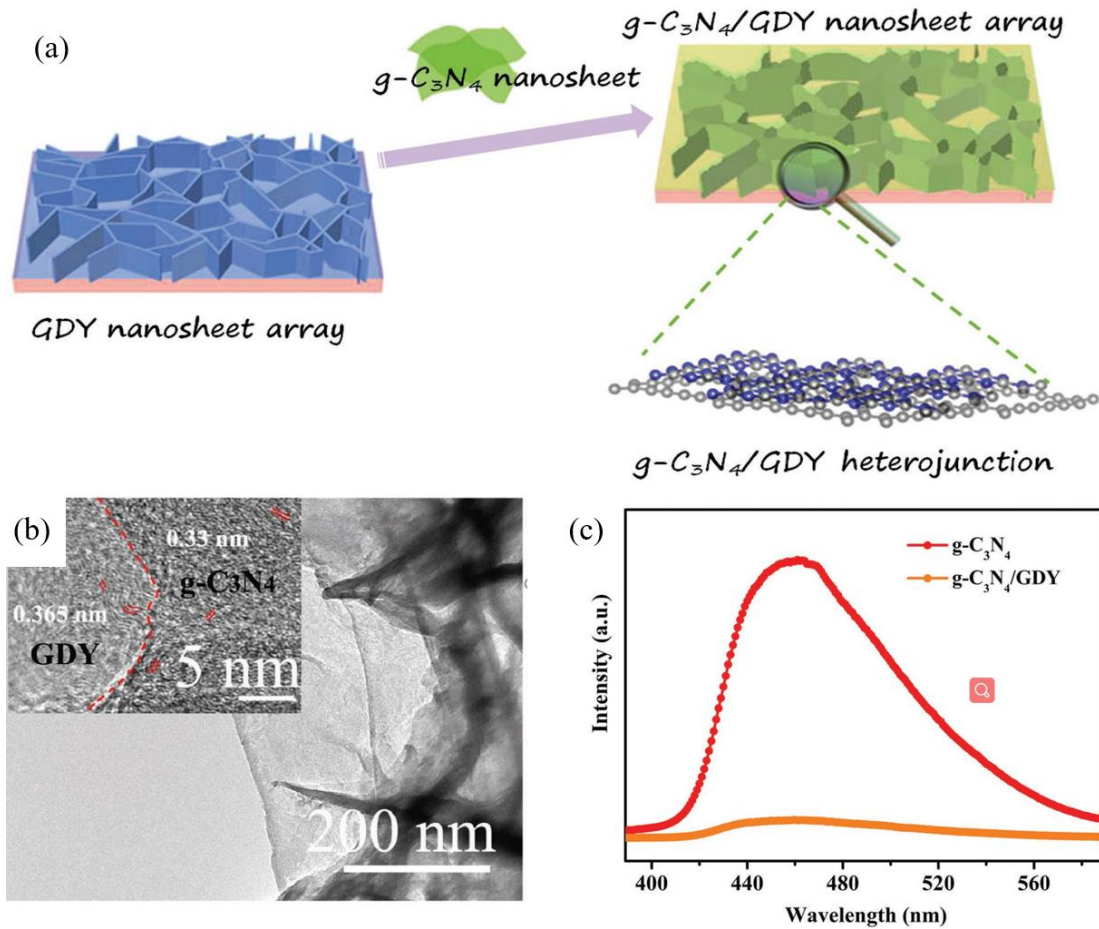 (a)
g-C₃N₄ nanosheet
g-C₃N₄/GDY nanosheet array
GDY nanosheet array
g-C₃N₄/GDY heterojunction
(b)
0.33 nm
g-C₃N₄
0.365 nm
GDY
5 nm
200 nm
(c)
g-C₃N₄
g-C₃N₄/GDY
Intensity (a.u.)
400 440 480 520 560
Wavelength (nm)